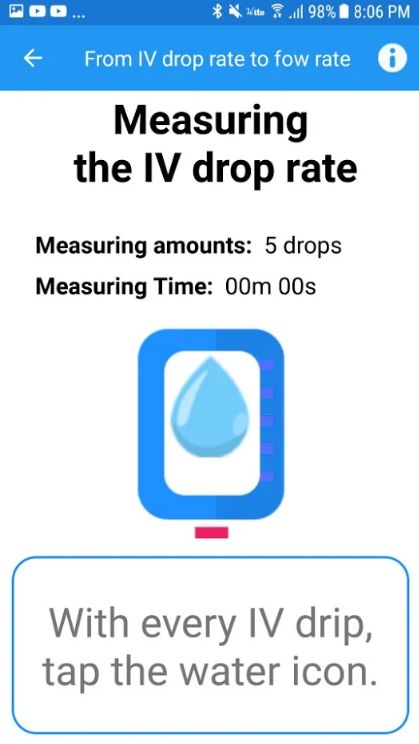 ... 98% 8:06 PM
From IV drop rate to fow rate
Measuring
the IV drop rate
Measuring amounts: 5 drops
Measuring Time: 00m 00s
With every IV drip,
tap the water icon.